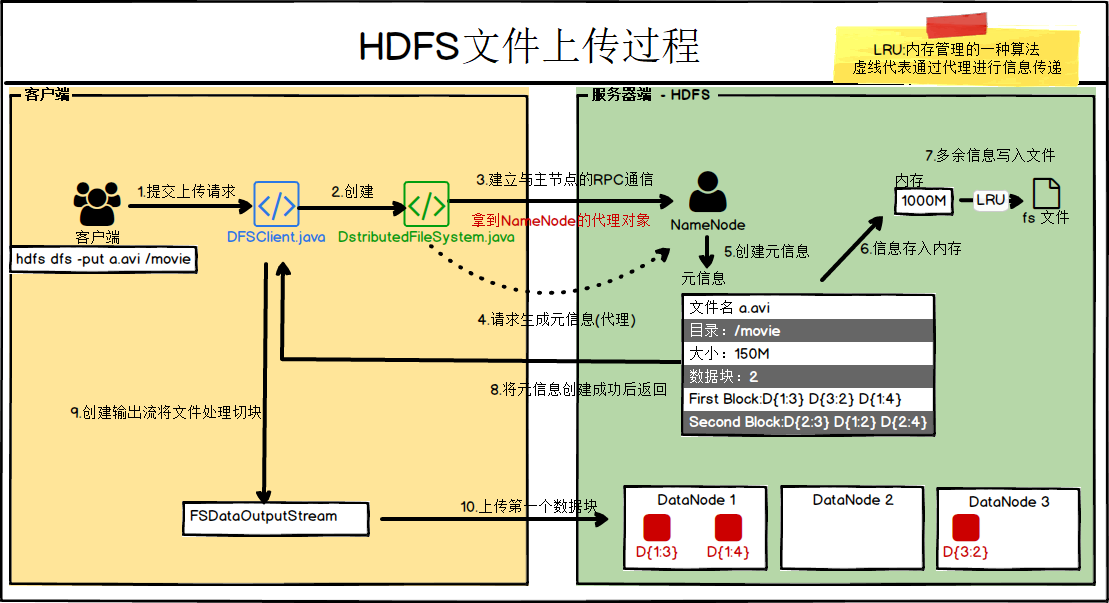 HDFS文件上传过程
LRU:内存管理的一种算法
虚线代表通过代理进行信息传递
客户端
服务器端 - HDFS
1.提交上传请求
2.创建
3.建立与主节点的RPC通信
拿到NameNode的代理对象
7.多余信息写入文件
内存
1000M
LRU
fs 文件
客户端
DFSClient.java
DstributedFileSystem.java
NameNode
hdfs dfs -put a.avi /movie
5.创建元信息
6.信息存入内存
元信息
4.请求生成元信息(代理)
文件名 a.avi
目录：/movie
大小：150M
数据块：2
First Block:D{1:3} D{3:2} D{1:4}
Second Block:D{2:3} D{1:2} D{2:4}
8.将元信息创建成功后返回
9.创建输出流将文件处理切块
FSDataOutputStream
10.上传第一个数据块
DataNode 1
D{1:3}
D{1:4}
DataNode 2
DataNode 3
D{3:2}